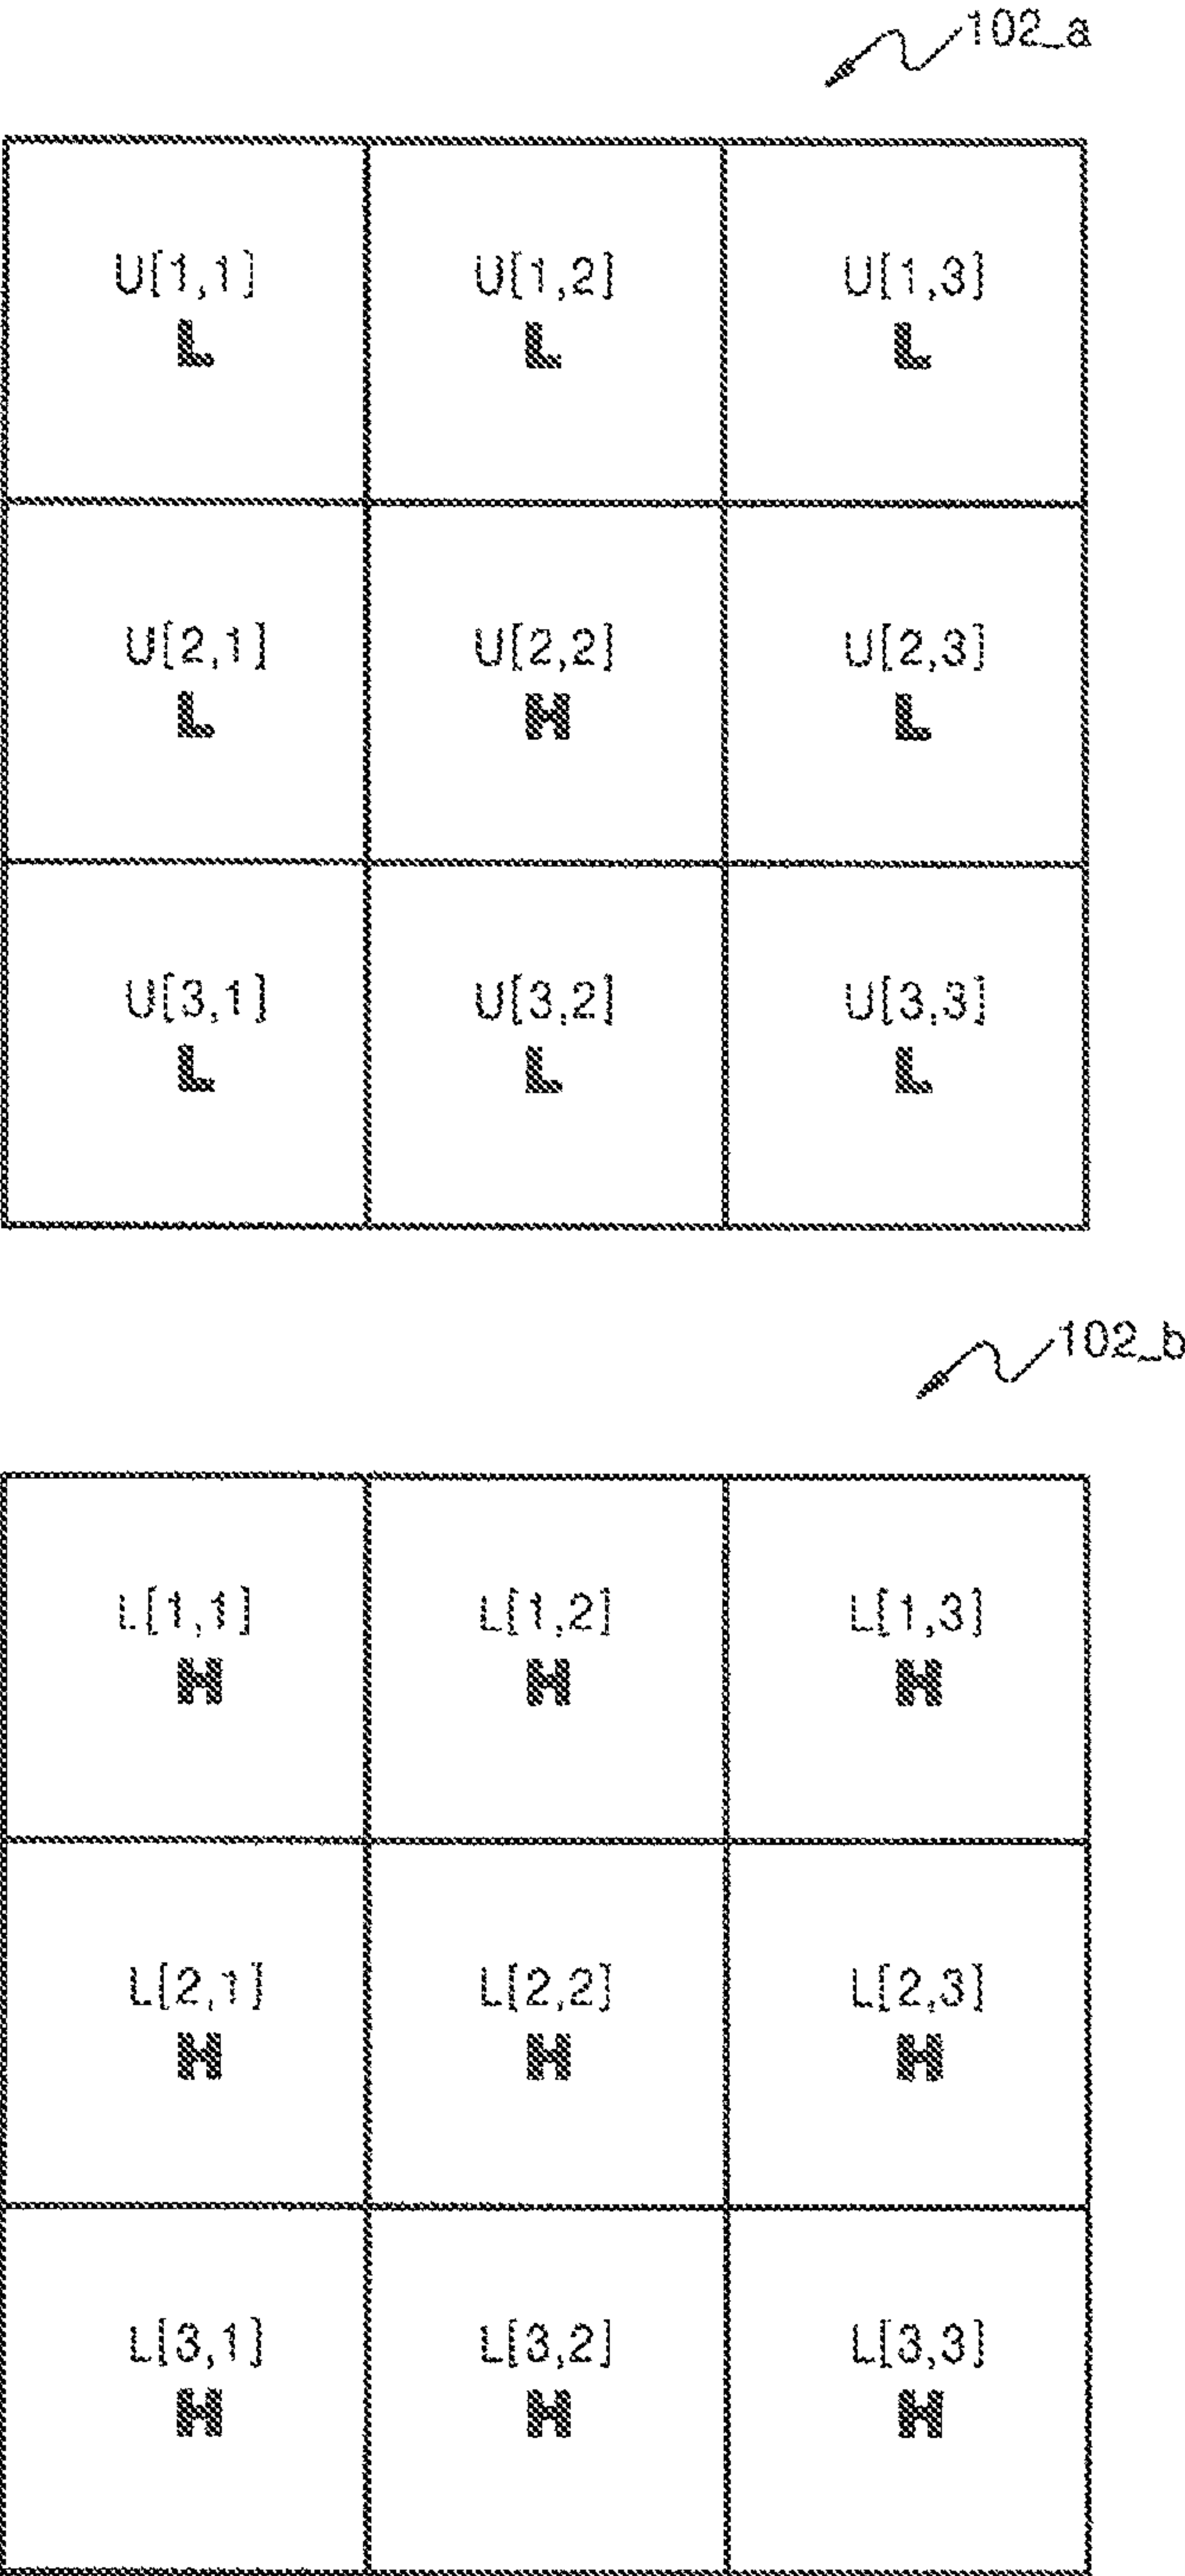 102_a
U[1,1] U[1,2] U[1,3]
L L L
U[2,1] U[2,2] U[2,3]
L H L
U[3,1] U[3,2] U[3,3]
L L L
102_b
L[1,1] L[1,2] L[1,3]
H H H
L[2,1] L[2,2] L[2,3]
H H H
L[3,1] L[3,2] L[3,3]
H H H